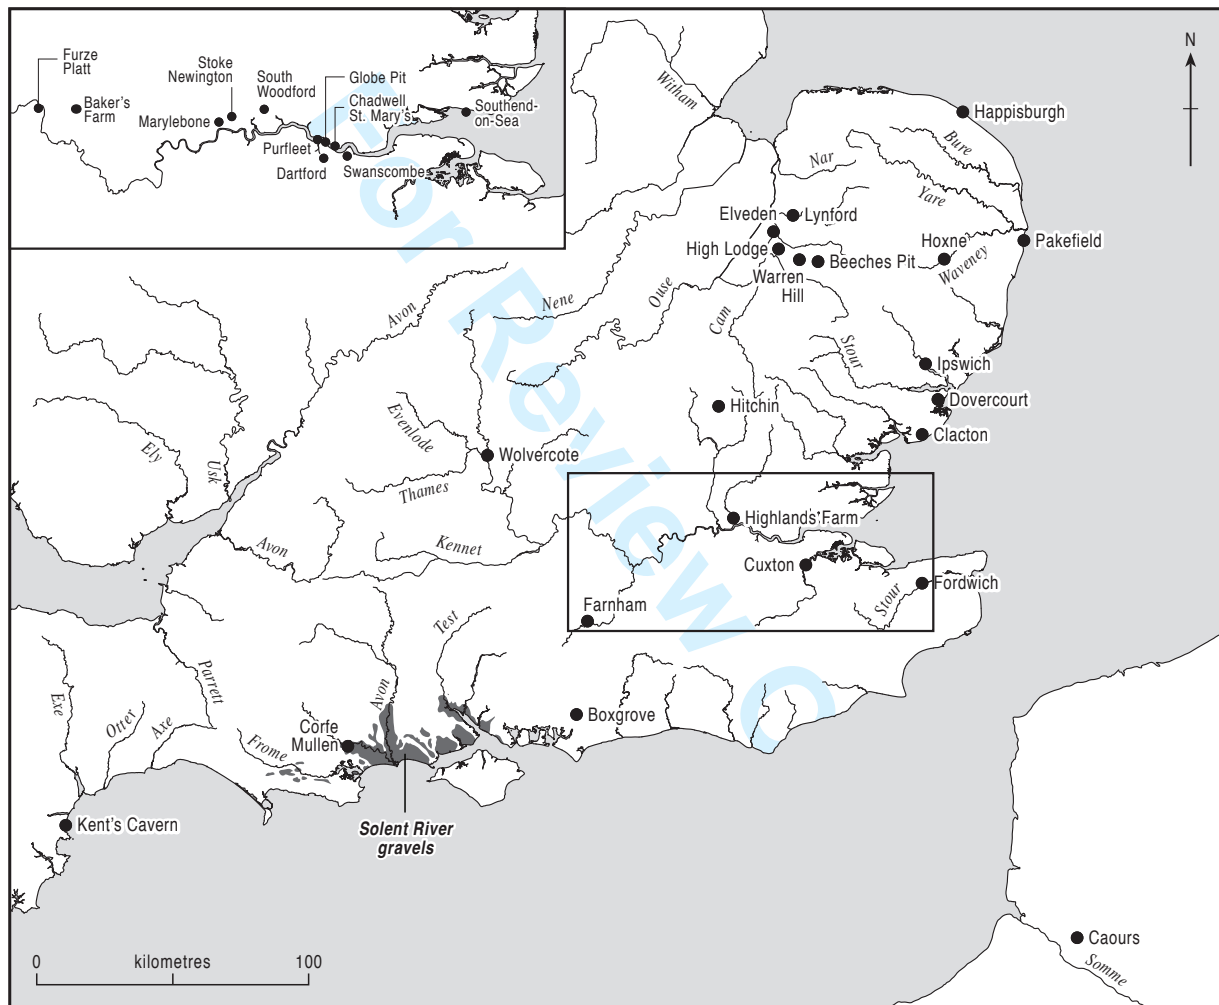 Furze
Platt
Baker's
Farm
Stoke
Newington
Marylebone
South
Woodford
Globe Pit
Chadwell
St. Mary's
Purfleet
Dartford
Swanscombe
Southend-
on-Sea
N
Witham
Happisburgh
Bure
Nar
Yare
Elveden
Lynford
High Lodge
Hoxne
Pakefield
Warren
Hill
Beeches Pit
Waveney
Avon
Nene
Ouse
Cam
Stour
Ipswich
Dovercourt
Clacton
Hitchin
Evenlode
Wolvercote
Ely
Usk
Thames
Highlands Farm
Avon
Kennet
Cuxton
Fordwich
Stour
Farnham
Test
Exe
Otter
Axe
Parrett
Avon
Boxgrove
Corfe
Mullen
Frome
Kent's Cavern
Solent River
gravels
Caours
Somme
0 kilometres 100
For Review O